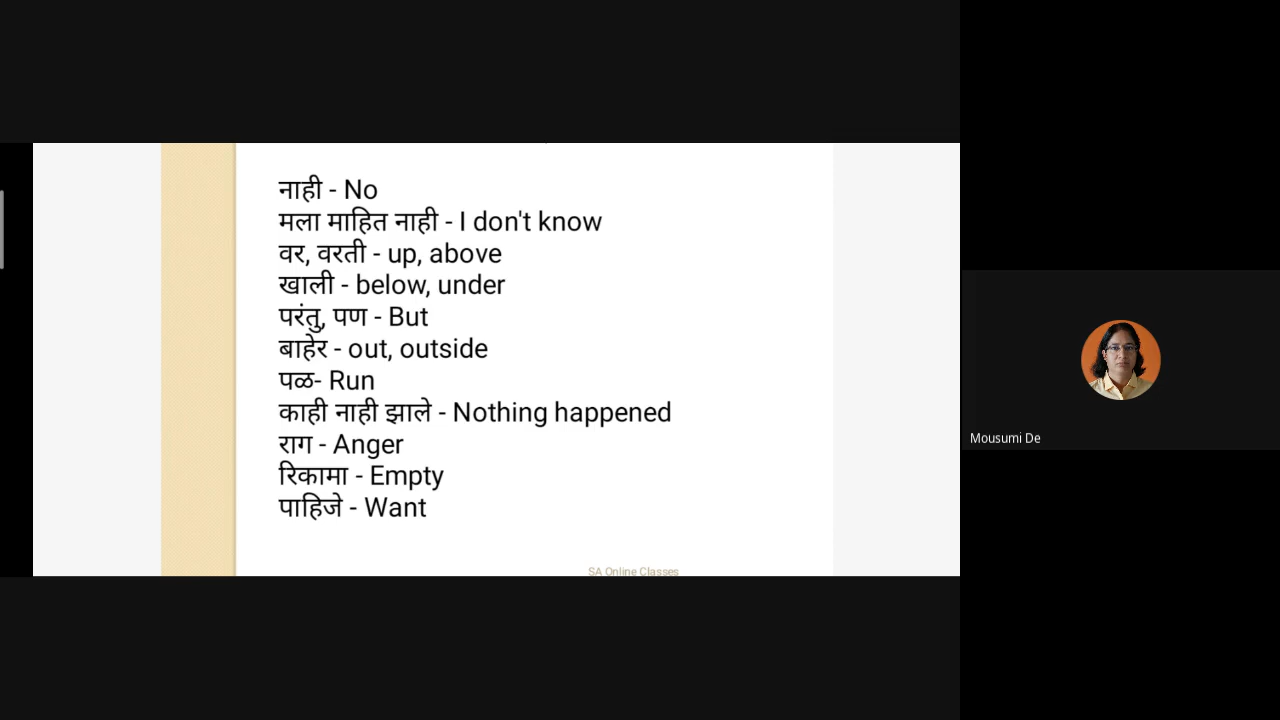 नाही - No
मला माहित नाही - I don't know
वर, वरती - up, above
खाली - below, under
परंतु, पण - But
बाहेर - out, outside
पळ- Run
काही नाही झाले - Nothing happened
राग - Anger
रिकामा - Empty
पाहिजे - Want
SA Online Classes
Mousumi De